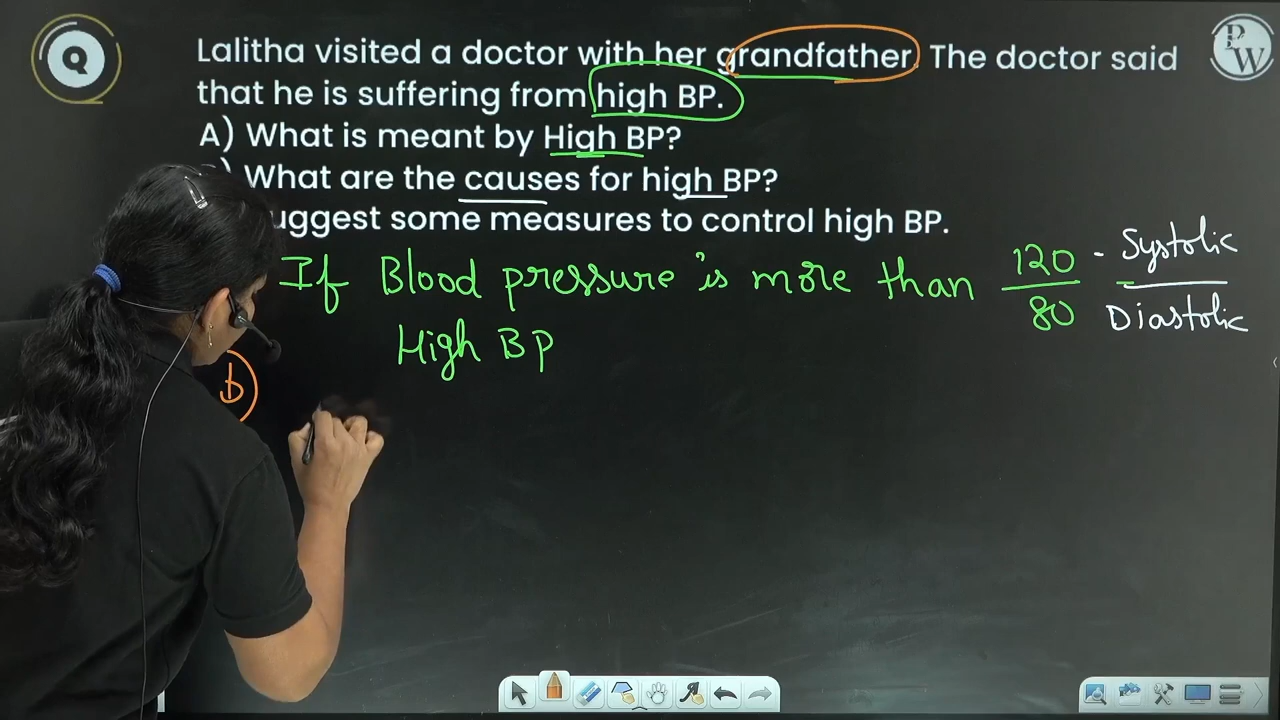 Q
Lalitha visited a doctor with her grandfather. The doctor said
PW
that he is suffering from high BP.
A) What is meant by High BP?
) What are the causes for high BP?
uggest some measures to control high BP.
If Blood pressure is more than 120 - Systolic
80 Diastolic
High BP
b)